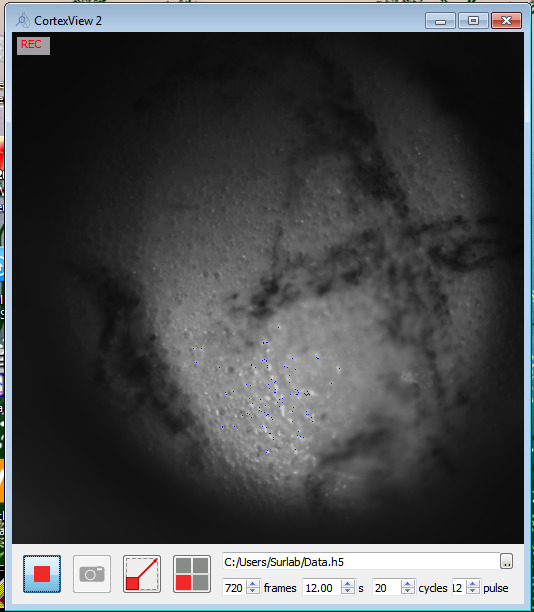 CortexView 2
REC
C:/Users/Surlab/Data.h5
..
720 frames 12.00 s 20 cycles 12 pulse